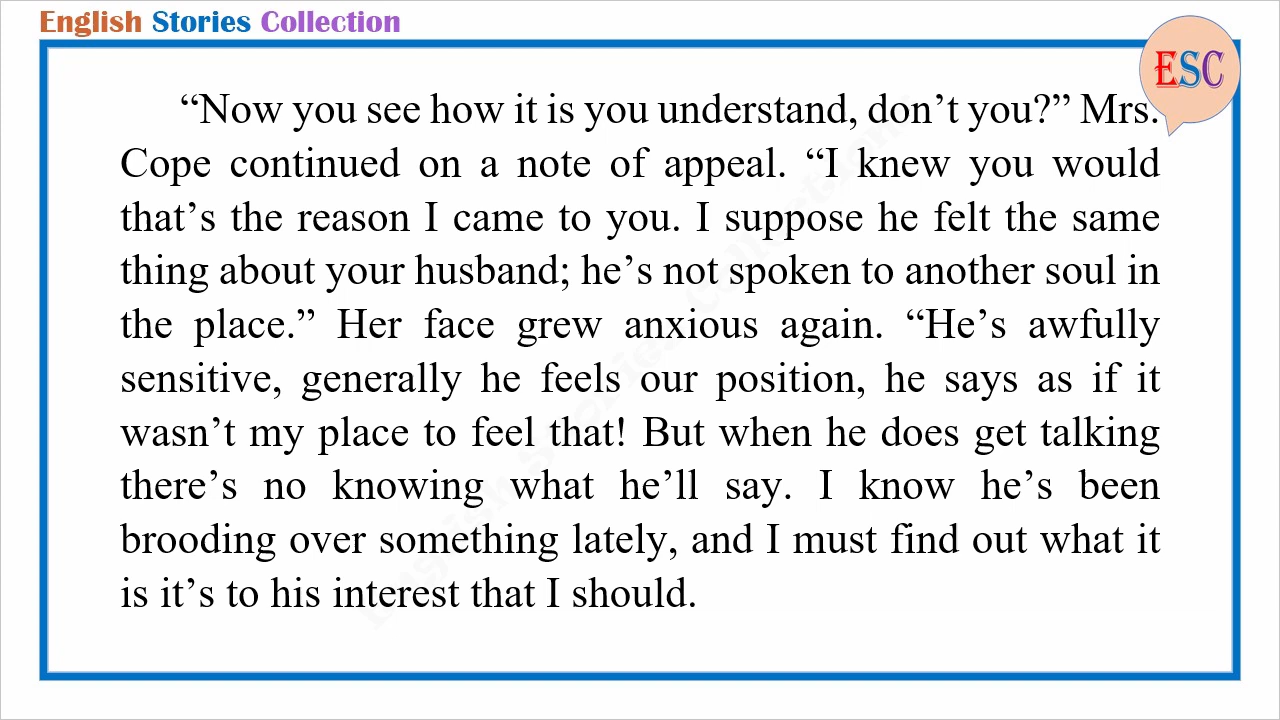 English Stories Collection
ESC
“Now you see how it is you understand, don’t you?” Mrs.
Cope continued on a note of appeal. “I knew you would
that’s the reason I came to you. I suppose he felt the same
thing about your husband; he’s not spoken to another soul in
the place.” Her face grew anxious again. “He’s awfully
sensitive, generally he feels our position, he says as if it
wasn’t my place to feel that! But when he does get talking
there’s no knowing what he’ll say. I know he’s been
brooding over something lately, and I must find out what it
is it’s to his interest that I should.
English Stories Collection